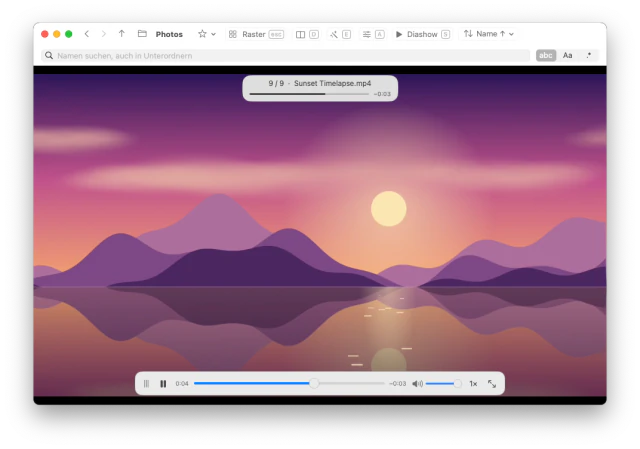 Photos Raster esc D E A Diashow S Name
Namen suchen, auch in Unterordnern abc Aa .*
9 / 9 · Sunset Timelapse.mp4
−0:03
0:04 −0:03 1x